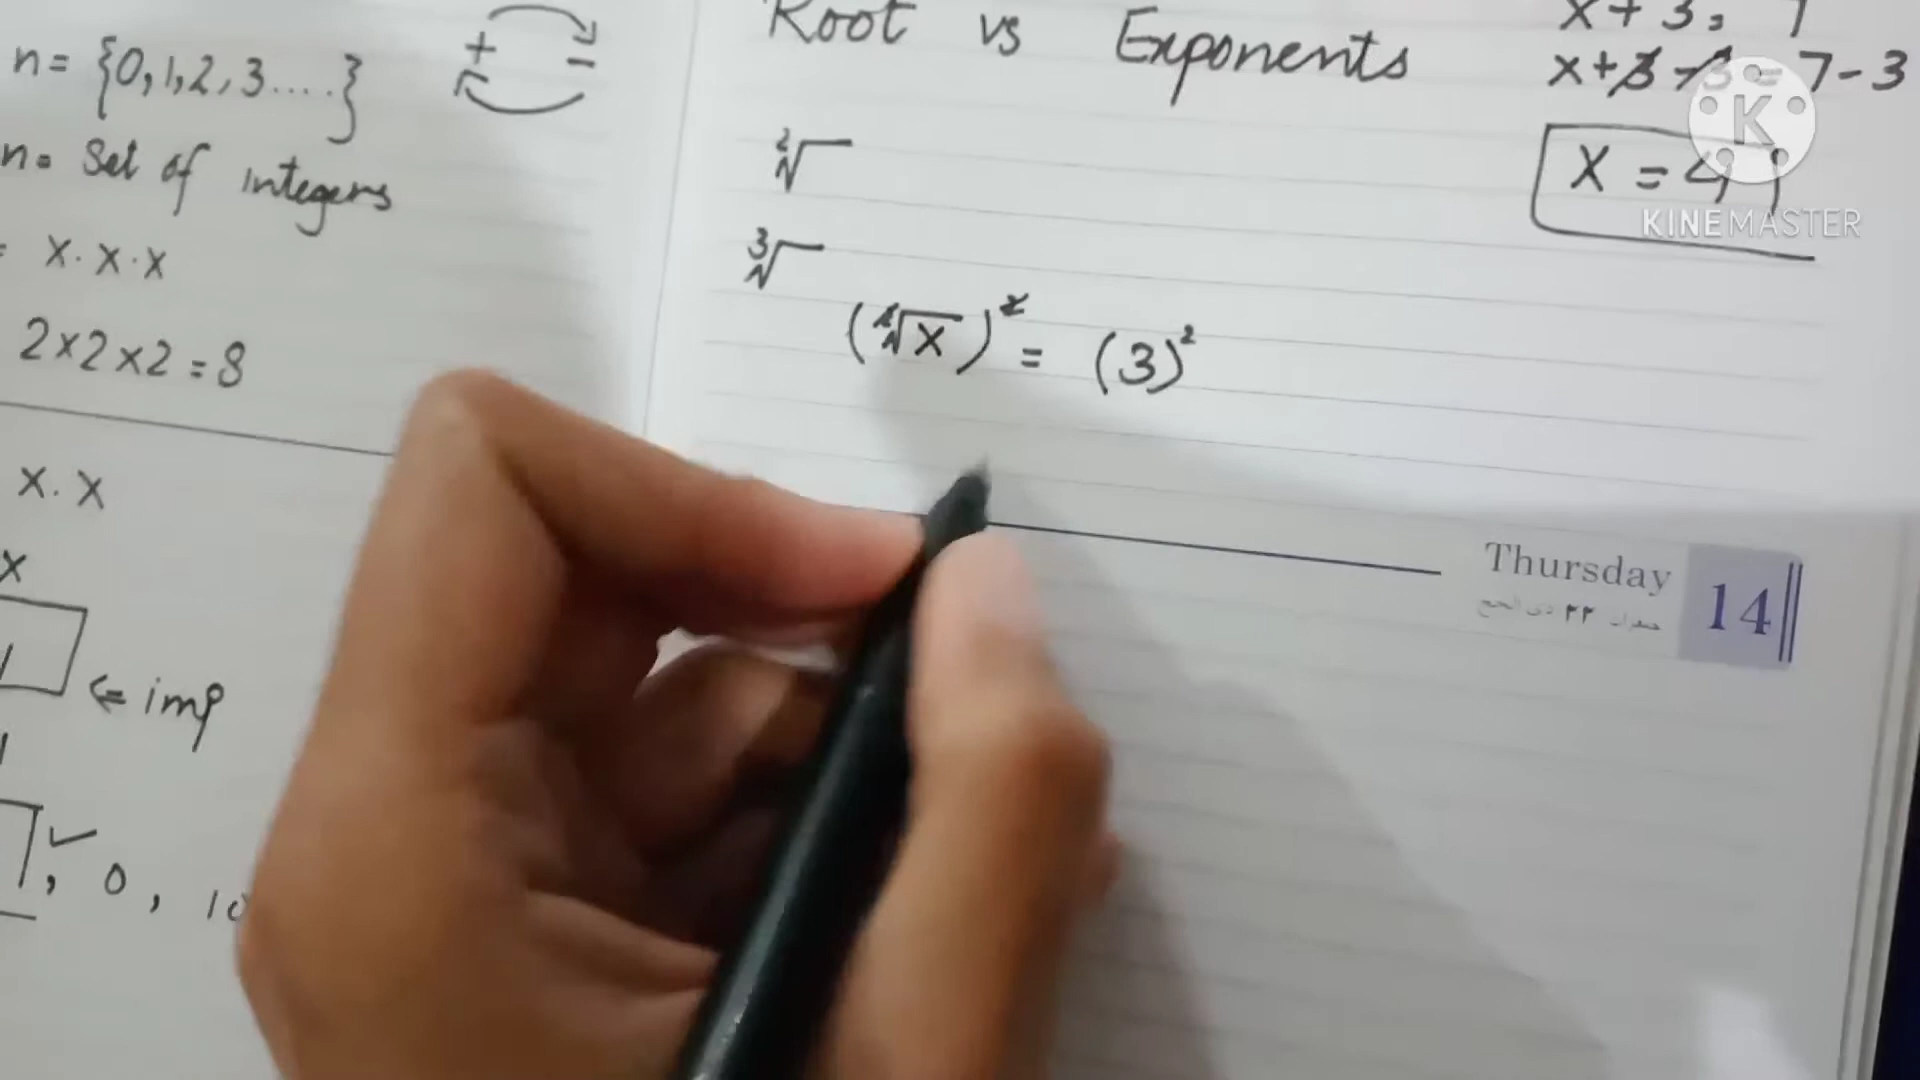 n= {0,1,2,3....}
+ -
n= Set of integers
= X. X. X
2×2×2=8
X. X
X
⇐ imp
, 0, 10
Root vs Exponents
2√
3√
(2√X)2 = (3)2
X+3= 7
X+3-3=7-3
X = 4
K
KINEMASTER
Thursday
14